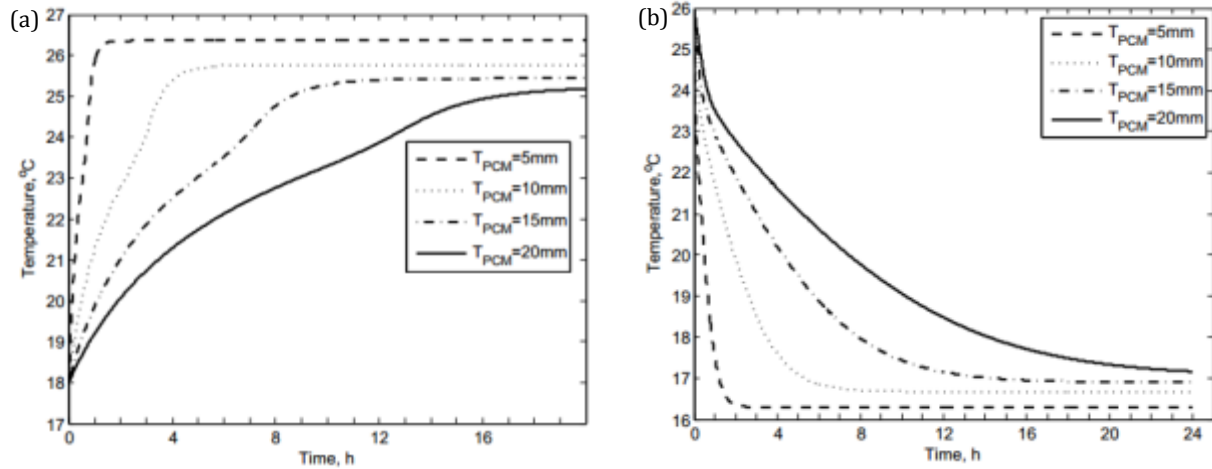 (a)
27
26
25
24
23
22
21
20
19
18
17
Temperature, °C
T_PCM=5mm
T_PCM=10mm
T_PCM=15mm
T_PCM=20mm
0 4 8 12 16
Time, h
(b)
26
25
24
23
22
21
20
19
18
17
16
Temperature, °C
T_PCM=5mm
T_PCM=10mm
T_PCM=15mm
T_PCM=20mm
0 4 8 12 16 20 24
Time, h